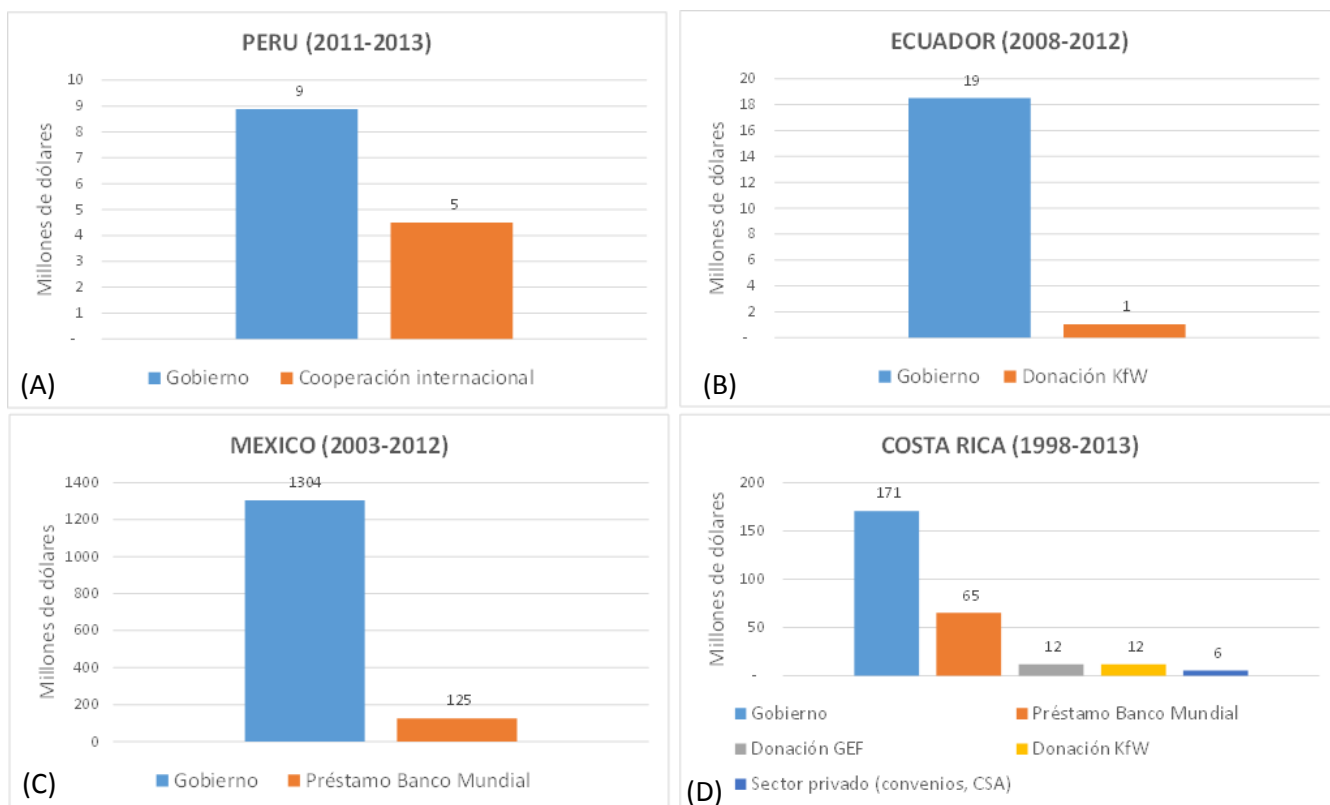 PERU (2011-2013)
Millones de dólares
10
9
8
7
6
5
4
3
2
1
-
9
5
Gobierno Cooperación internacional
(A)
ECUADOR (2008-2012)
Millones de dólares
20
18
16
14
12
10
8
6
4
2
-
19
1
Gobierno Donación KfW
(B)
MEXICO (2003-2012)
Millones de dólares
1400
1200
1000
800
600
400
200
0
1304
125
Gobierno Préstamo Banco Mundial
(C)
COSTA RICA (1998-2013)
Millones de dólares
200
150
100
50
-
171
65
12
12
6
Gobierno Préstamo Banco Mundial
Donación GEF Donación KfW
Sector privado (convenios, CSA)
(D)